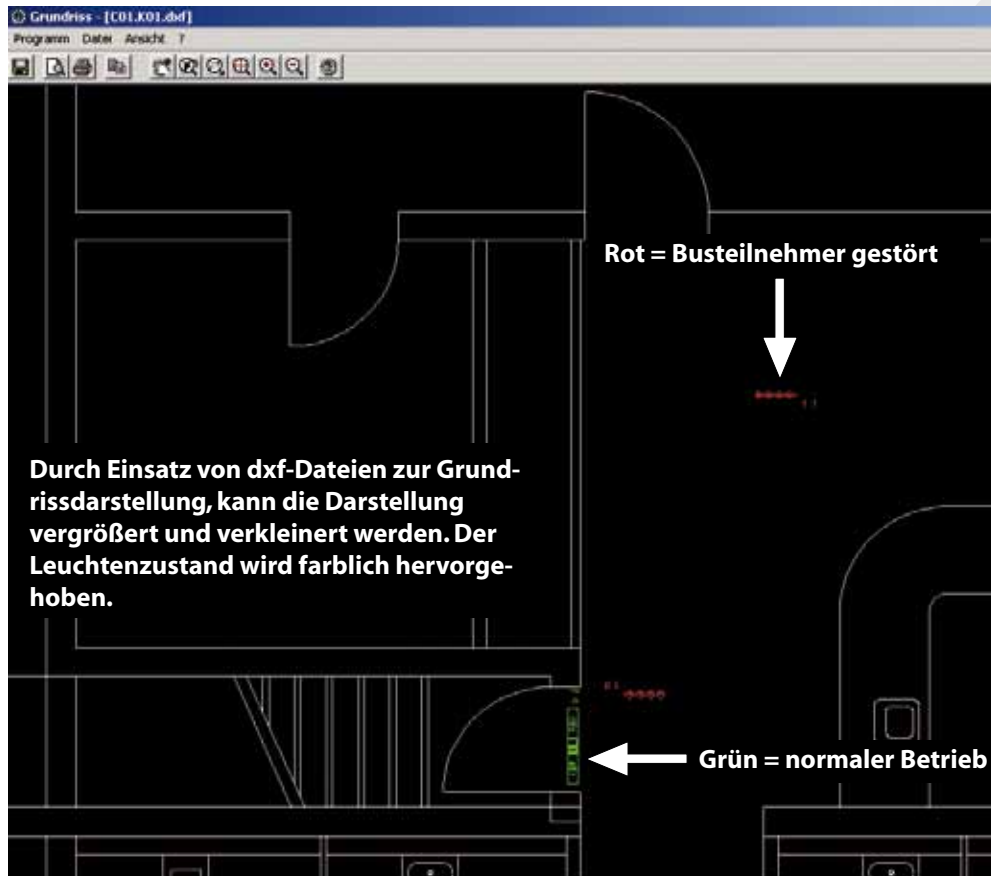 Grundriss - [C01.K01.dxf]
Programm Datei Ansicht ?
Rot = Busteilnehmer gestört
Durch Einsatz von dxf-Dateien zur Grund-
rissdarstellung, kann die Darstellung
vergrößert und verkleinert werden. Der
Leuchtenzustand wird farblich hervorge-
hoben.
Grün = normaler Betrieb